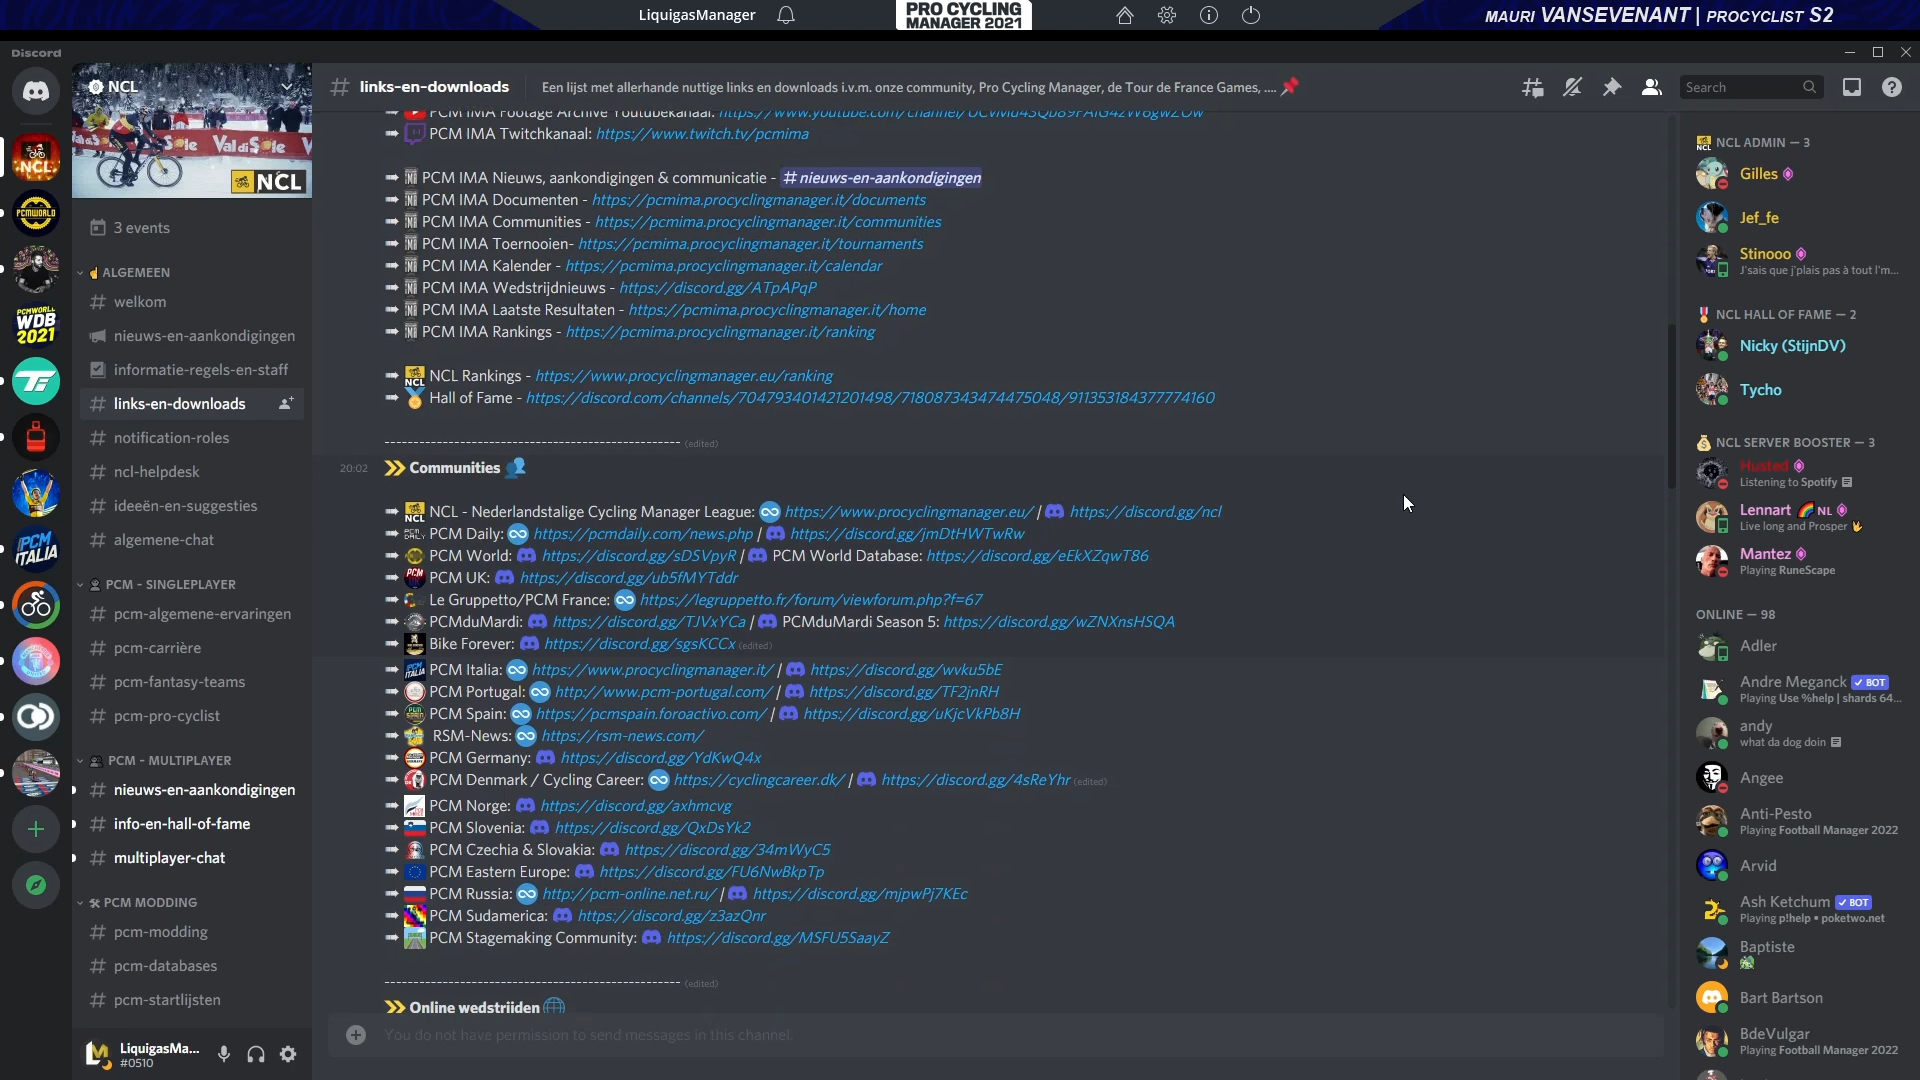 LiquigasManager
PRO CYCLING
MANAGER 2021
MAURI VANSEVENANT | PROCYCLIST S2
Discord
NCL
NCL
3 events
ALGEMEEN
welkom
nieuws-en-aankondigingen
informatie-regels-en-staff
links-en-downloads
notification-roles
ncl-helpdesk
ideeën-en-suggesties
algemene-chat
PCM - SINGLEPLAYER
pcm-algemene-ervaringen
pcm-carrière
pcm-fantasy-teams
pcm-pro-cyclist
PCM - MULTIPLAYER
nieuws-en-aankondigingen
info-en-hall-of-fame
multiplayer-chat
PCM MODDING
pcm-modding
pcm-databases
pcm-startlijsten
LiquigasMa...
#0510
links-en-downloads
Een lijst met allerhande nuttige links en downloads i.v.m. onze community, Pro Cycling Manager, de Tour de France Games, ....
Search
PCM IMA Footage Archive Youtubekanaal:
PCM IMA Twitchkanaal: https://www.twitch.tv/pcmima
PCM IMA Nieuws, aankondigingen & communicatie - # nieuws-en-aankondigingen
PCM IMA Documenten - https://pcmima.procyclingmanager.it/documents
PCM IMA Communities - https://pcmima.procyclingmanager.it/communities
PCM IMA Toernooien- https://pcmima.procyclingmanager.it/tournaments
PCM IMA Kalender - https://pcmima.procyclingmanager.it/calendar
PCM IMA Wedstrijdnieuws - https://discord.gg/ATpAPqP
PCM IMA Laatste Resultaten - https://pcmima.procyclingmanager.it/home
PCM IMA Rankings - https://pcmima.procyclingmanager.it/ranking
NCL Rankings - https://www.procyclingmanager.eu/ranking
Hall of Fame - https://discord.com/channels/704793401421201498/718087343474475048/911353184377774160
---------------------------------------------------- (edited)
20:02 Communities
NCL - Nederlandstalige Cycling Manager League: https://www.procyclingmanager.eu/ | https://discord.gg/ncl
PCM Daily: https://pcmdaily.com/news.php | https://discord.gg/jmDtHWTwRw
PCM World: https://discord.gg/sDSVpyR | PCM World Database: https://discord.gg/eEkXZqwT86
PCM UK: https://discord.gg/ub5fMYTddr
Le Gruppetto/PCM France: https://legruppetto.fr/forum/viewforum.php?f=67
PCMduMardi: https://discord.gg/TJVxYCa | PCMduMardi Season 5: https://discord.gg/wZNXnsHSQA
Bike Forever: https://discord.gg/sgsKCCx (edited)
PCM Italia: https://www.procyclingmanager.it/ | https://discord.gg/wvku5bE
PCM Portugal: http://www.pcm-portugal.com/ | https://discord.gg/TF2jnRH
PCM Spain: https://pcmspain.foroactivo.com/ | https://discord.gg/uKjcVkPb8H
RSM-News: https://rsm-news.com/
PCM Germany: https://discord.gg/YdKwQ4x
PCM Denmark / Cycling Career: https://cyclingcareer.dk/ | https://discord.gg/4sReYhr (edited)
PCM Norge: https://discord.gg/axhmcvg
PCM Slovenia: https://discord.gg/QxDsYk2
PCM Czechia & Slovakia: https://discord.gg/34mWyC5
PCM Eastern Europe: https://discord.gg/FU6NwBkpTp
PCM Russia: http://pcm-online.net.ru/ | https://discord.gg/mjpwPj7KEc
PCM Sudamerica: https://discord.gg/z3azQnr
PCM Stagemaking Community: https://discord.gg/MSFU5SaayZ
---------------------------------------------------- (edited)
Online wedstrijden
You do not have permission to send messages in this channel.
NCL ADMIN — 3
Gilles
Jef_fe
Stinooo
J'sais que j'plais pas à tout l'm...
NCL HALL OF FAME — 2
Nicky (StijnDV)
Tycho
NCL SERVER BOOSTER — 3
Husted
Listening to Spotify
Lennart NL
Live long and Prosper
Mantez
Playing RuneScape
ONLINE — 98
Adler
Andre Meganck BOT
Playing Use %help | shards 64...
andy
what da dog doin
Angee
Anti-Pesto
Playing Football Manager 2022
Arvid
Ash Ketchum BOT
Playing p!help • poketwo.net
Baptiste
Bart Bartson
BdeVulgar
Playing Football Manager 2022